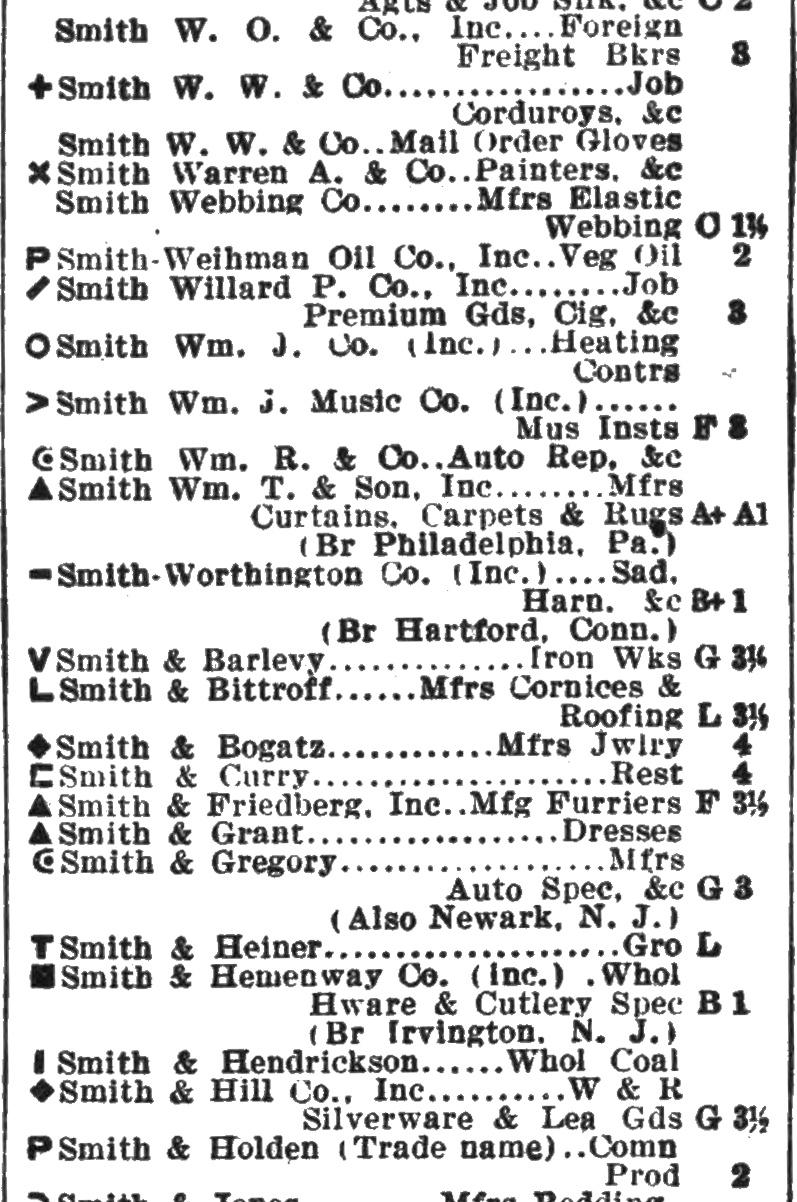 Agts & Job Silk, &c C 2
Smith W. O. & Co., Inc....Foreign
Freight Bkrs 3
+Smith W. W. & Co.................Job
Corduroys, &c
Smith W. W. & Co..Mail Order Gloves
✖Smith Warren A. & Co..Painters, &c
Smith Webbing Co........Mfrs Elastic
Webbing O 1½
P Smith-Weihman Oil Co., Inc..Veg Oil 2
Smith Willard P. Co., Inc........Job
Premium Gds, Cig, &c 3
O Smith Wm. J. Co. (Inc.)...Heating
Contrs
>Smith Wm. J. Music Co. (Inc.)......
Mus Insts F 3
Smith Wm. R. & Co..Auto Rep, &c
▲Smith Wm. T. & Son, Inc........Mfrs
Curtains, Carpets & Rugs A+ A1
(Br Philadelphia, Pa.)
-Smith-Worthington Co. (Inc.)....Sad,
Harn, &c B+ 1
(Br Hartford, Conn.)
V Smith & Barlevy...............Iron Wks G 3½
L Smith & Bittroff......Mfrs Cornices &
Roofing L 3½
◆Smith & Bogatz............Mfrs Jwlry 4
⊏Smith & Curry......................Rest 4
▲Smith & Friedberg, Inc..Mfg Furriers F 3½
▲Smith & Grant..................Dresses
Smith & Gregory...................Mfrs
Auto Spec, &c G 3
(Also Newark, N. J.)
T Smith & Heiner......................Gro L
■Smith & Hemenway Co. (Inc.) .Whol
Hware & Cutlery Spec B 1
(Br Irvington, N. J.)
I Smith & Hendrickson......Whol Coal
◆Smith & Hill Co., Inc..........W & R
Silverware & Lea Gds G 3½
P Smith & Holden (Trade name)..Comn
Prod 2
Smith & Jones..........Mfrs Bedding